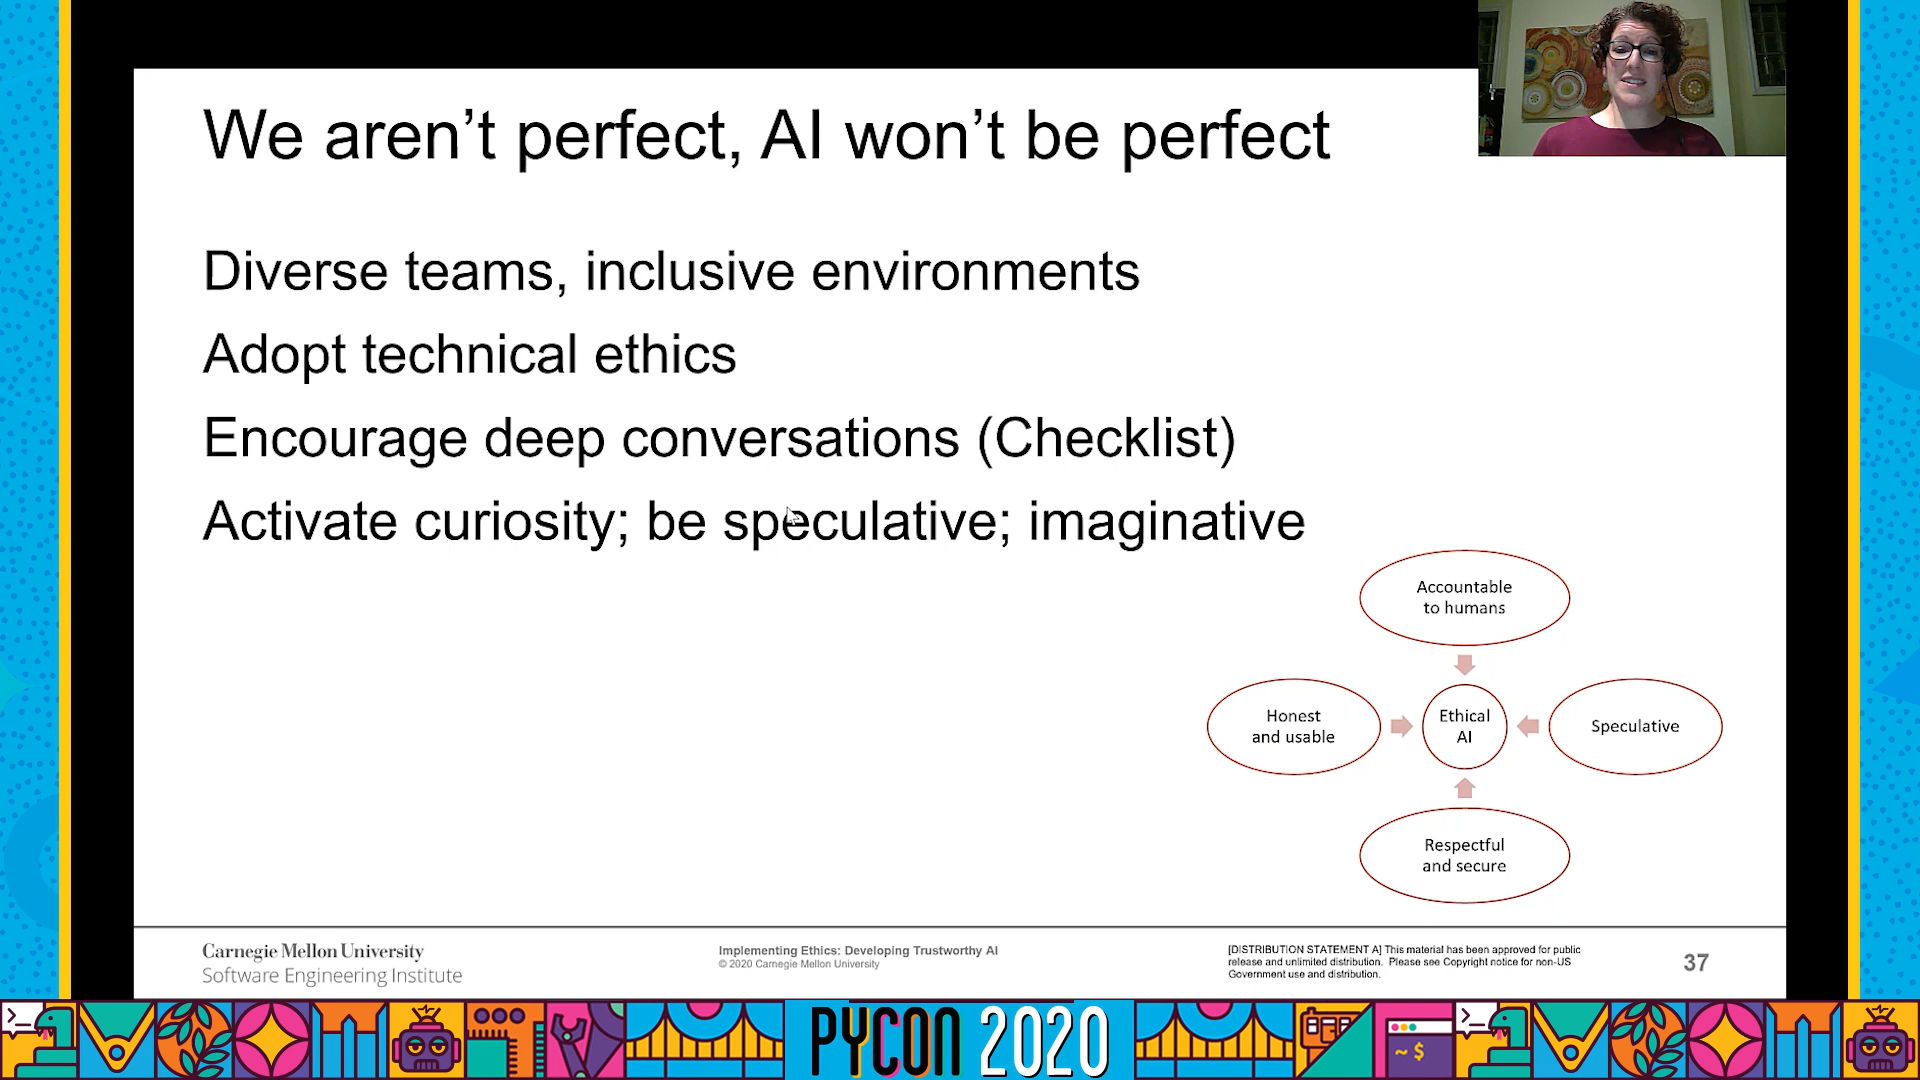 We aren’t perfect, AI won’t be perfect
Diverse teams, inclusive environments
Adopt technical ethics
Encourage deep conversations (Checklist)
Activate curiosity; be speculative; imaginative
Accountable
to humans
Honest
and usable
Ethical
AI
Speculative
Respectful
and secure
Carnegie Mellon University
Software Engineering Institute
Implementing Ethics: Developing Trustworthy AI
© 2020 Carnegie Mellon University
[DISTRIBUTION STATEMENT A] This material has been approved for public
release and unlimited distribution. Please see Copyright notice for non-US
Government use and distribution.
37
PYCON 2020
~ $